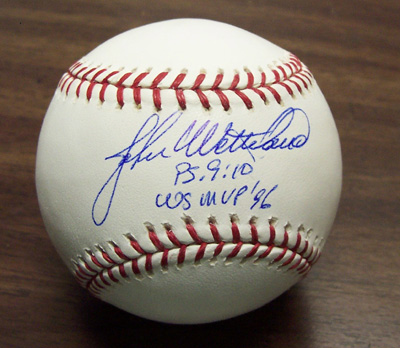 John Wetteland
PS. 9:10
WS MVP '96